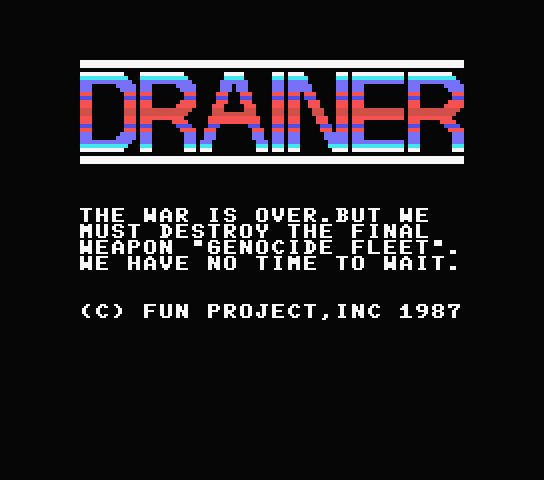 DRAINER
THE WAR IS OVER.BUT WE
MUST DESTROY THE FINAL
WEAPON "GENOCIDE FLEET".
WE HAVE NO TIME TO WAIT.
(C) FUN PROJECT,INC 1987